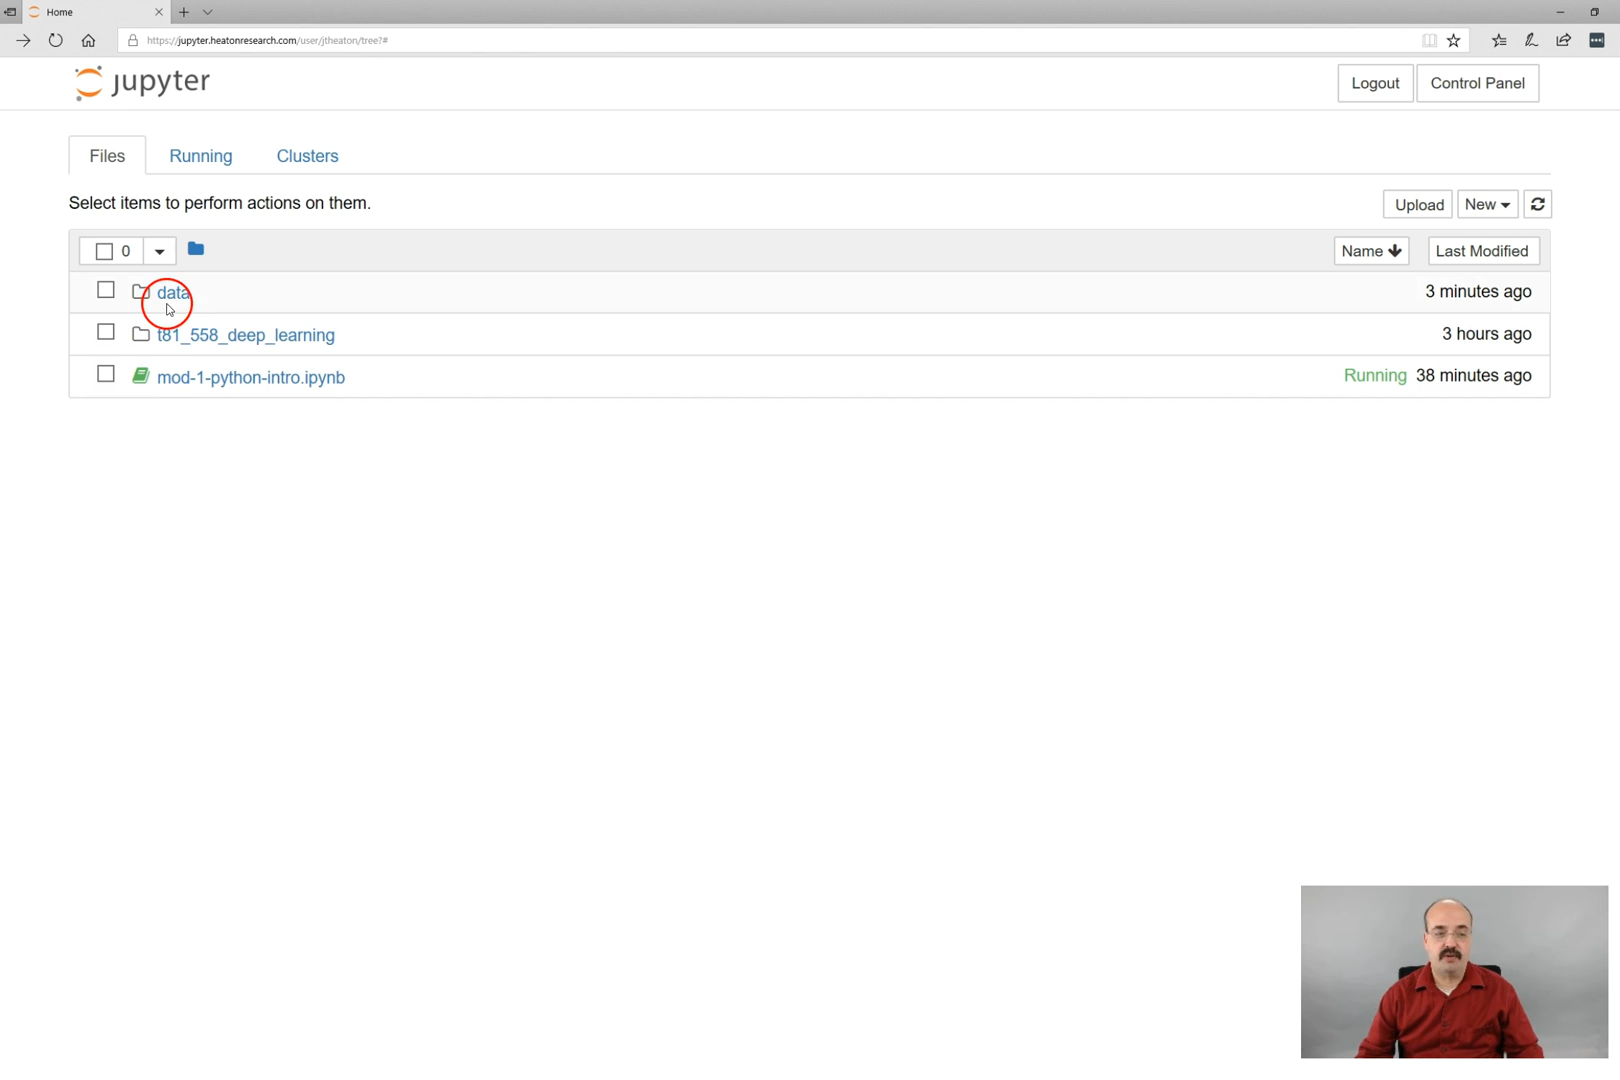 Home
https://jupyter.heatonresearch.com/user/jtheaton/tree?#
jupyter
Logout
Control Panel
Files
Running
Clusters
Select items to perform actions on them.
Upload
New
0
Name
Last Modified
data
3 minutes ago
t81_558_deep_learning
3 hours ago
mod-1-python-intro.ipynb
Running 38 minutes ago